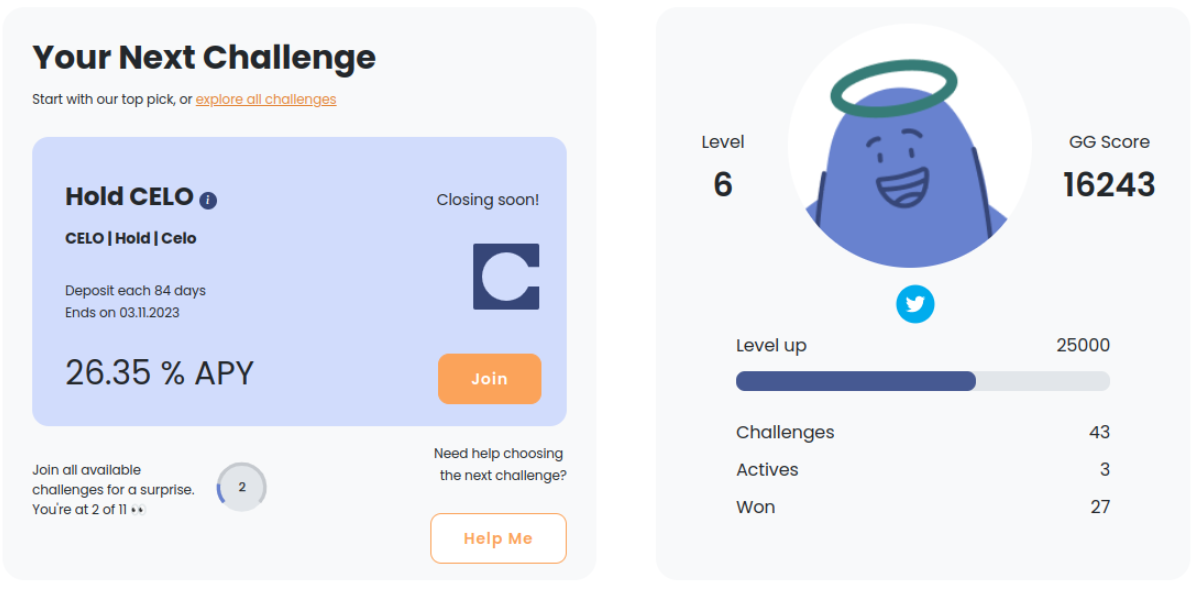 Your Next Challenge
Start with our top pick, or explore all challenges
Hold CELO i
Closing soon!
CELO | Hold | Celo
Deposit each 84 days
Ends on 03.11.2023
26.35 % APY
Join
Join all available
challenges for a surprise.
You're at 2 of 11 👀
2
Need help choosing
the next challenge?
Help Me
Level
6
GG Score
16243
Level up 25000
Challenges 43
Actives 3
Won 27